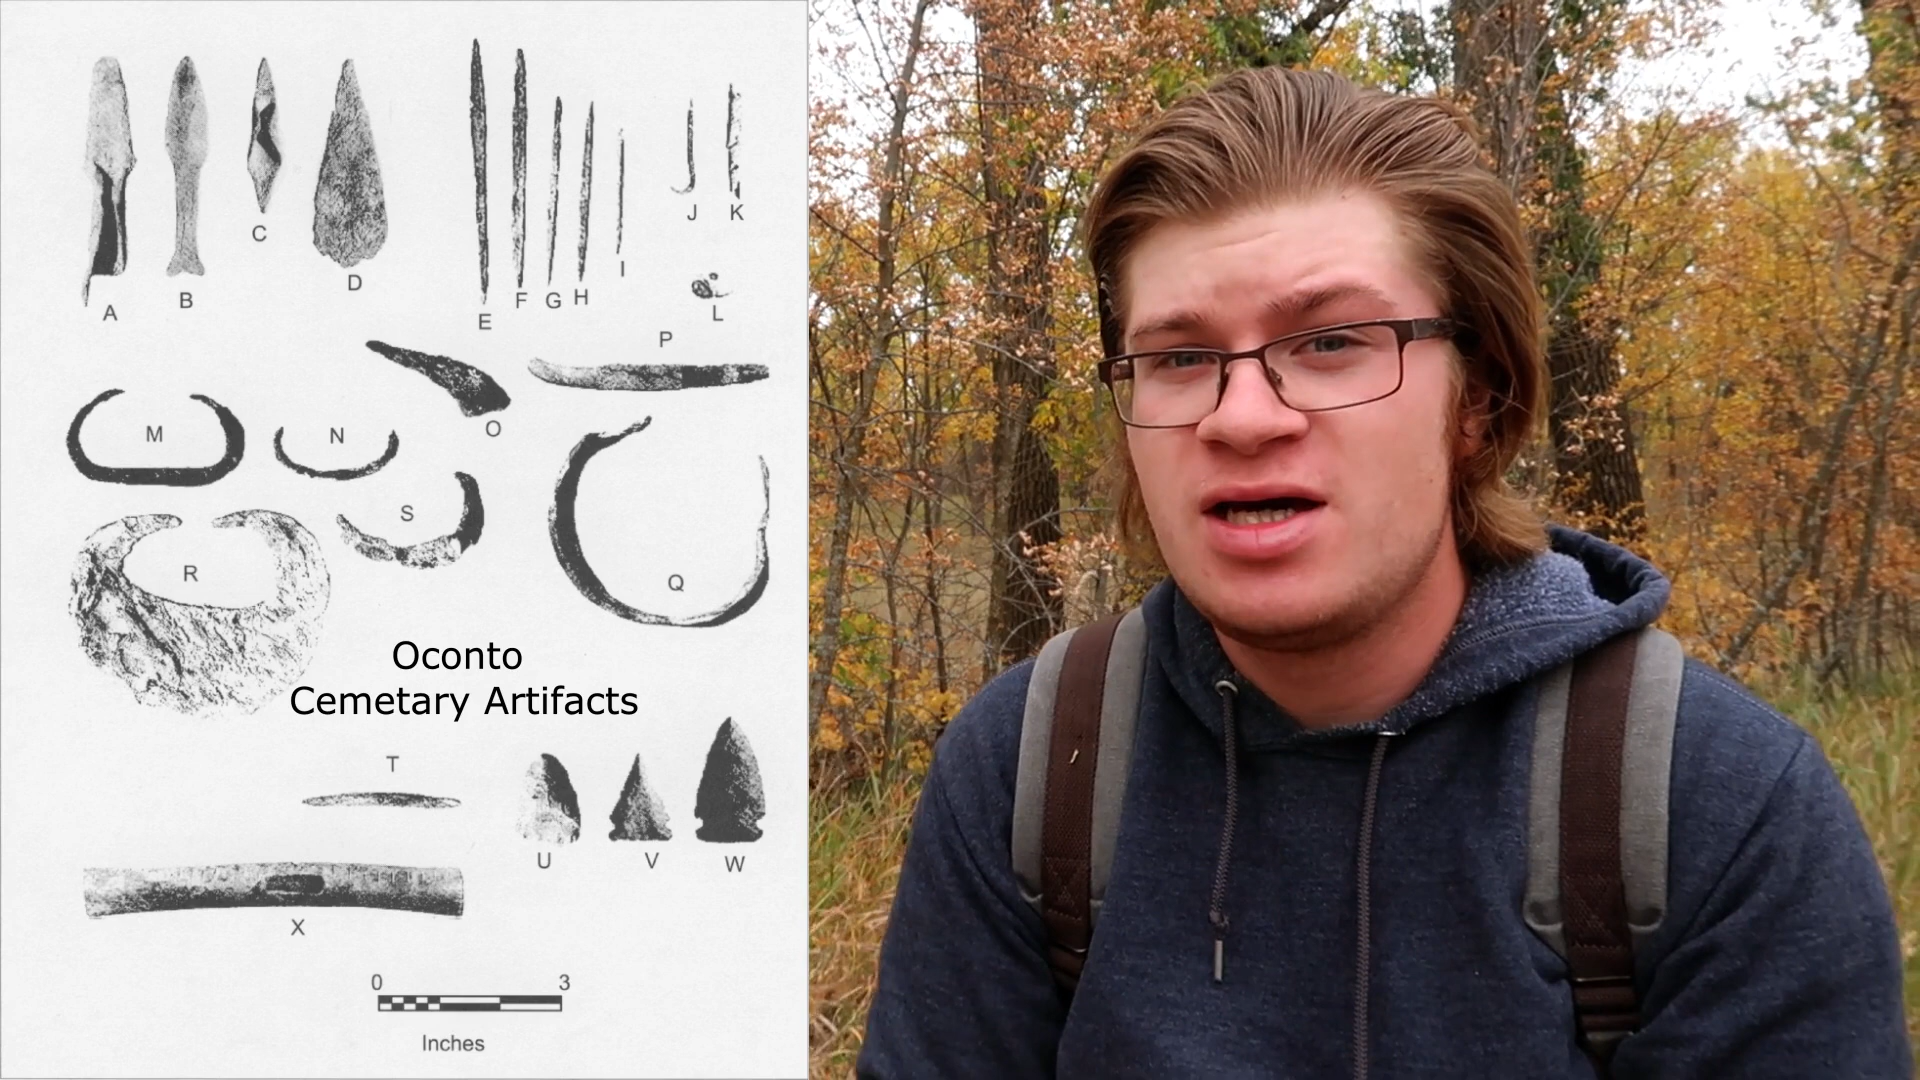 A B C D E F G H I J K
L
P
O
M N
S
R Q
Oconto
Cemetary Artifacts
T
U V W
X
0 3
Inches